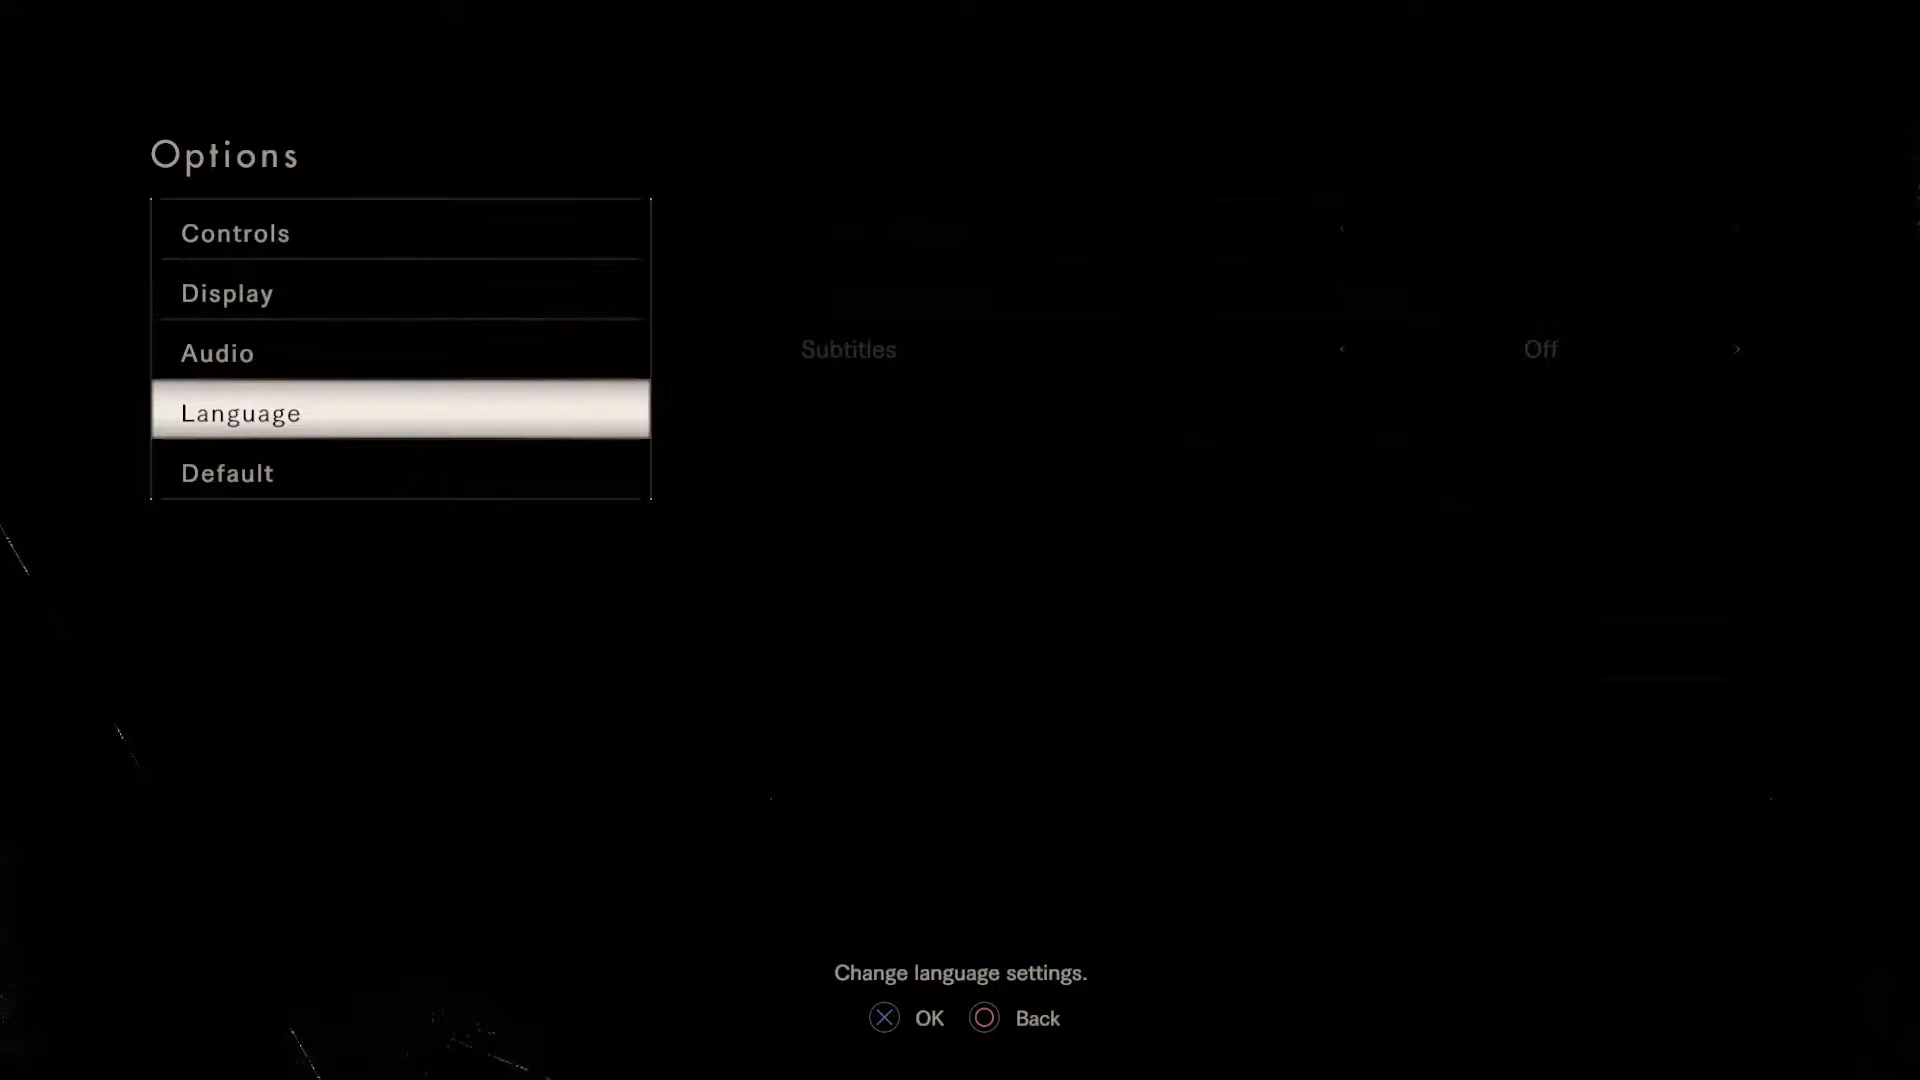 Options
Controls
Display
Audio
Subtitles Off
Language
Default
Change language settings.
OK Back